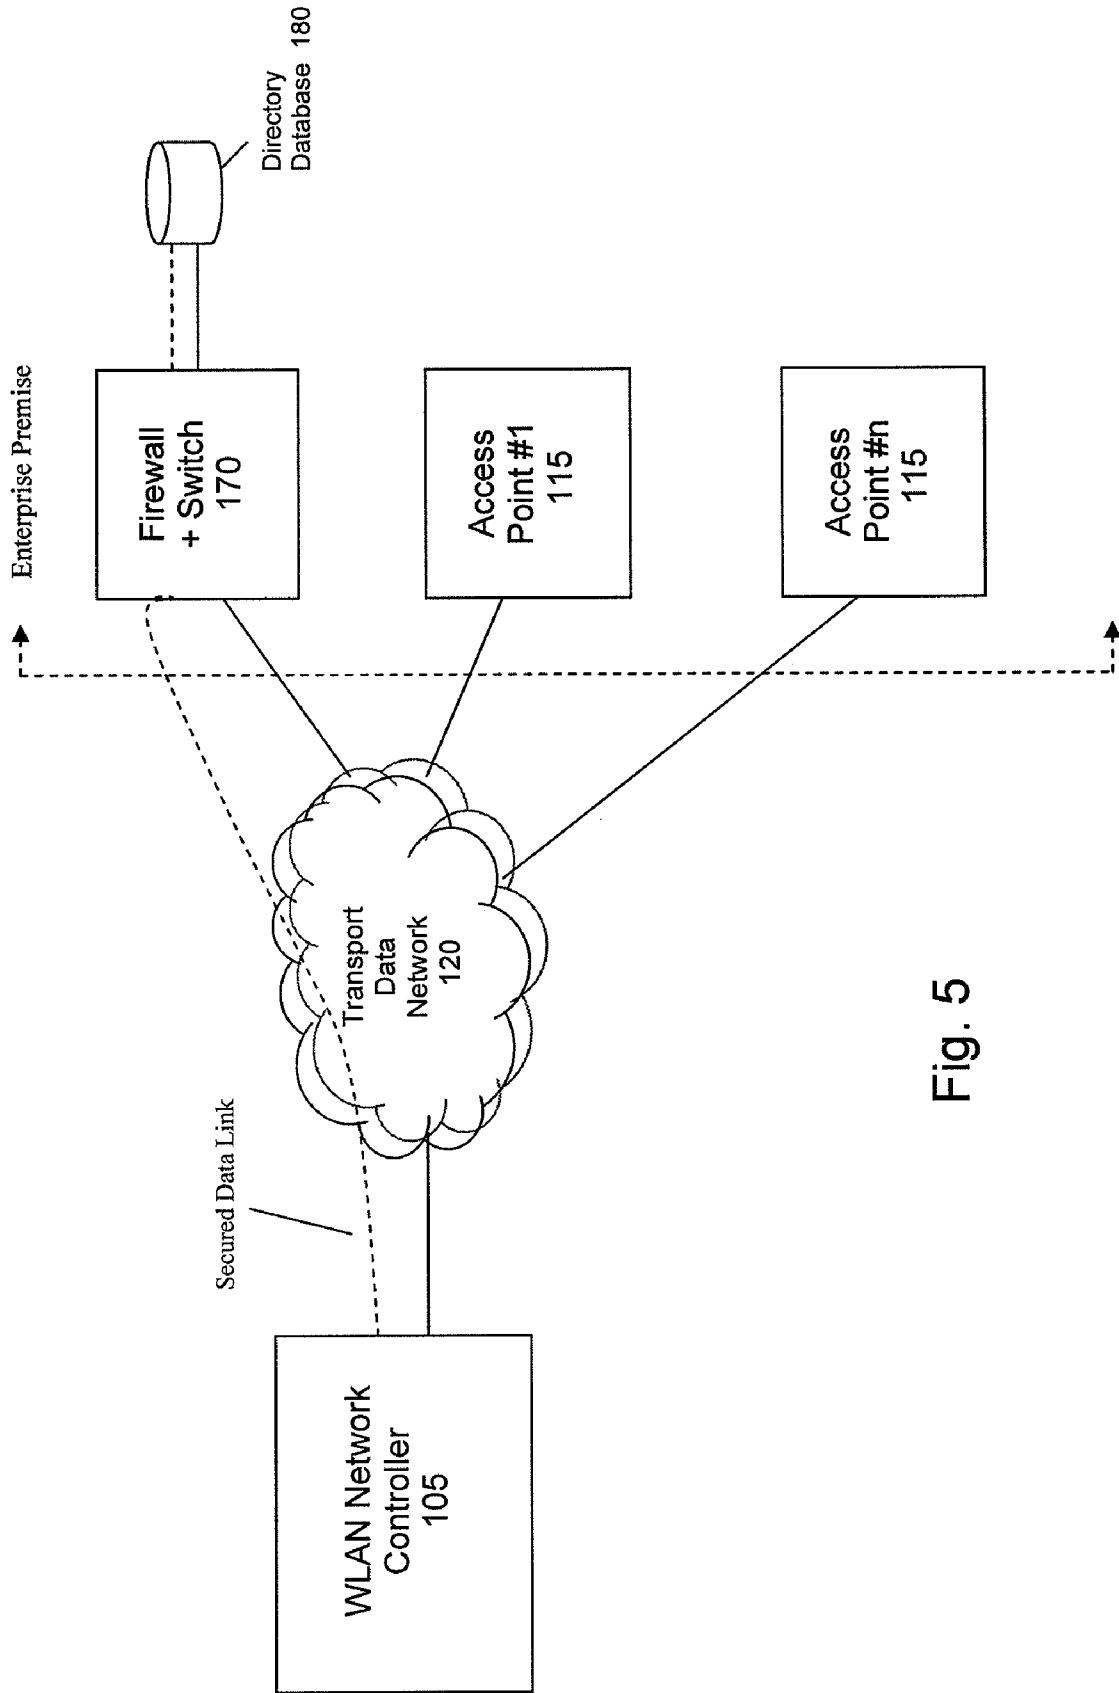 Enterprise Premise
Directory
Database 180
Firewall
+ Switch
170
Access
Point #1
115
Access
Point #n
115
Secured Data Link
Transport
Data
Network
120
WLAN Network
Controller
105
Fig. 5